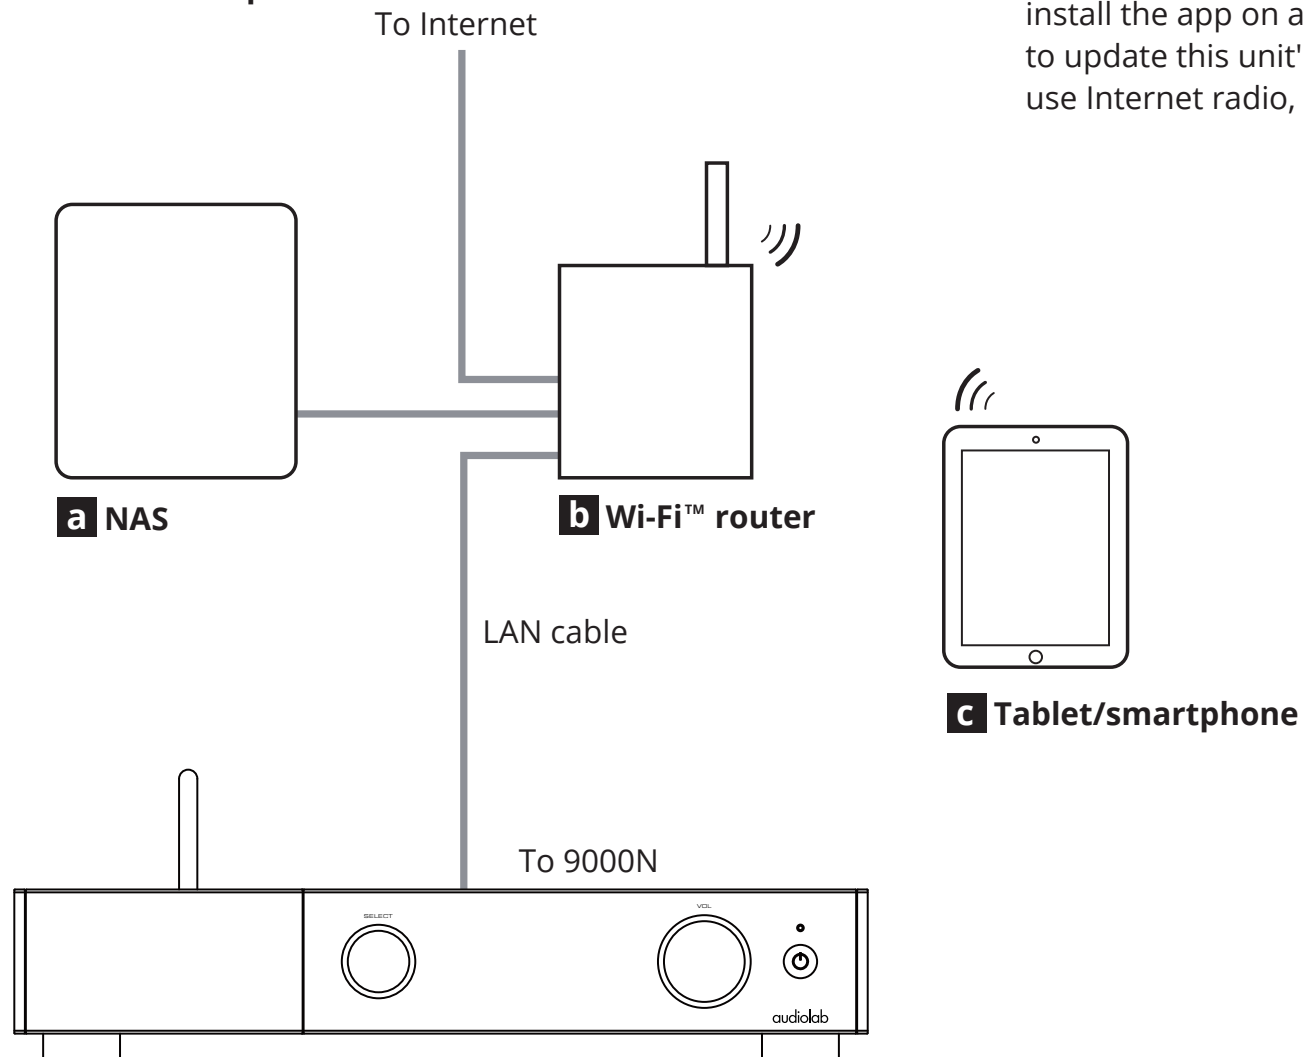 To Internet
install the app on a
to update this unit'
use Internet radio,
a NAS
b Wi-Fi™ router
LAN cable
c Tablet/smartphone
To 9000N
SELECT
VOL
audiolab